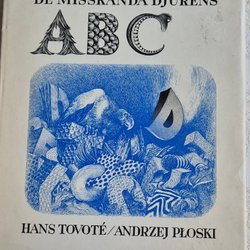 DE MISSKÄNDA DJURENS
ABC
HANS TOVOTÉ/ANDRZEJ PŁOSKI